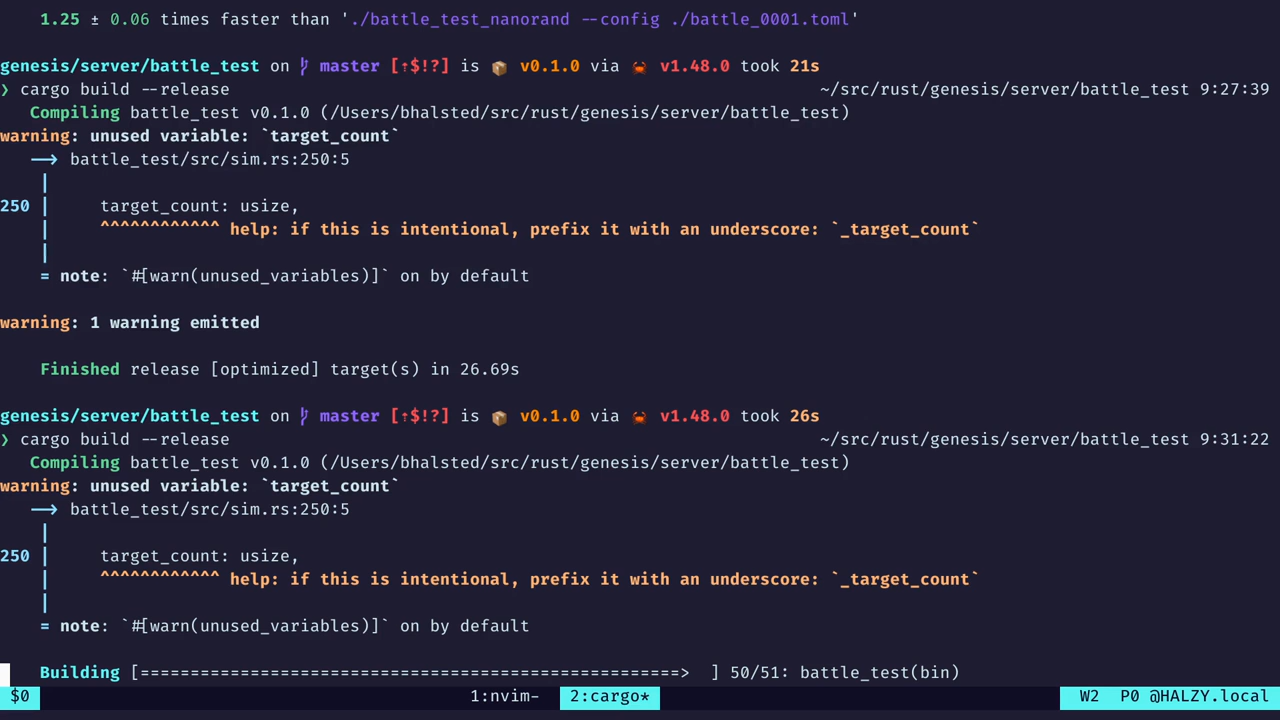 1.25 ± 0.06 times faster than './battle_test_nanorand --config ./battle_0001.toml'
genesis/server/battle_test on master [⇡$!?] is 📦 v0.1.0 via 🦀 v1.48.0 took 21s
❯ cargo build --release ~/src/rust/genesis/server/battle_test 9:27:39
Compiling battle_test v0.1.0 (/Users/bhalsted/src/rust/genesis/server/battle_test)
warning: unused variable: `target_count`
--> battle_test/src/sim.rs:250:5
|
250 | target_count: usize,
| ^^^^^^^^^^^^ help: if this is intentional, prefix it with an underscore: `_target_count`
|
= note: `#[warn(unused_variables)]` on by default
warning: 1 warning emitted
Finished release [optimized] target(s) in 26.69s
genesis/server/battle_test on master [⇡$!?] is 📦 v0.1.0 via 🦀 v1.48.0 took 26s
❯ cargo build --release ~/src/rust/genesis/server/battle_test 9:31:22
Compiling battle_test v0.1.0 (/Users/bhalsted/src/rust/genesis/server/battle_test)
warning: unused variable: `target_count`
--> battle_test/src/sim.rs:250:5
|
250 | target_count: usize,
| ^^^^^^^^^^^^ help: if this is intentional, prefix it with an underscore: `_target_count`
|
= note: `#[warn(unused_variables)]` on by default
Building [======================================================> ] 50/51: battle_test(bin)
$0 1:nvim- 2:cargo* W2 P0 @HALZY.local